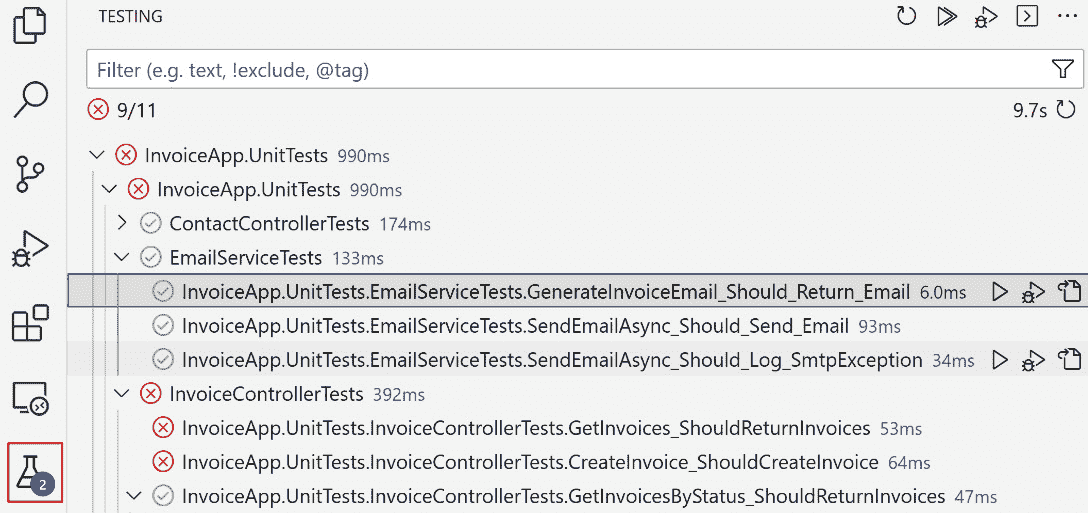 TESTING
Filter (e.g. text, !exclude, @tag)
9/11 9.7s
InvoiceApp.UnitTests 990ms
InvoiceApp.UnitTests 990ms
ContactControllerTests 174ms
EmailServiceTests 133ms
InvoiceApp.UnitTests.EmailServiceTests.GenerateInvoiceEmail_Should_Return_Email 6.0ms
InvoiceApp.UnitTests.EmailServiceTests.SendEmailAsync_Should_Send_Email 93ms
InvoiceApp.UnitTests.EmailServiceTests.SendEmailAsync_Should_Log_SmtpException 34ms
InvoiceControllerTests 392ms
InvoiceApp.UnitTests.InvoiceControllerTests.GetInvoices_ShouldReturnInvoices 53ms
InvoiceApp.UnitTests.InvoiceControllerTests.CreateInvoice_ShouldCreateInvoice 64ms
2
InvoiceApp.UnitTests.InvoiceControllerTests.GetInvoicesByStatus_ShouldReturnInvoices 47ms